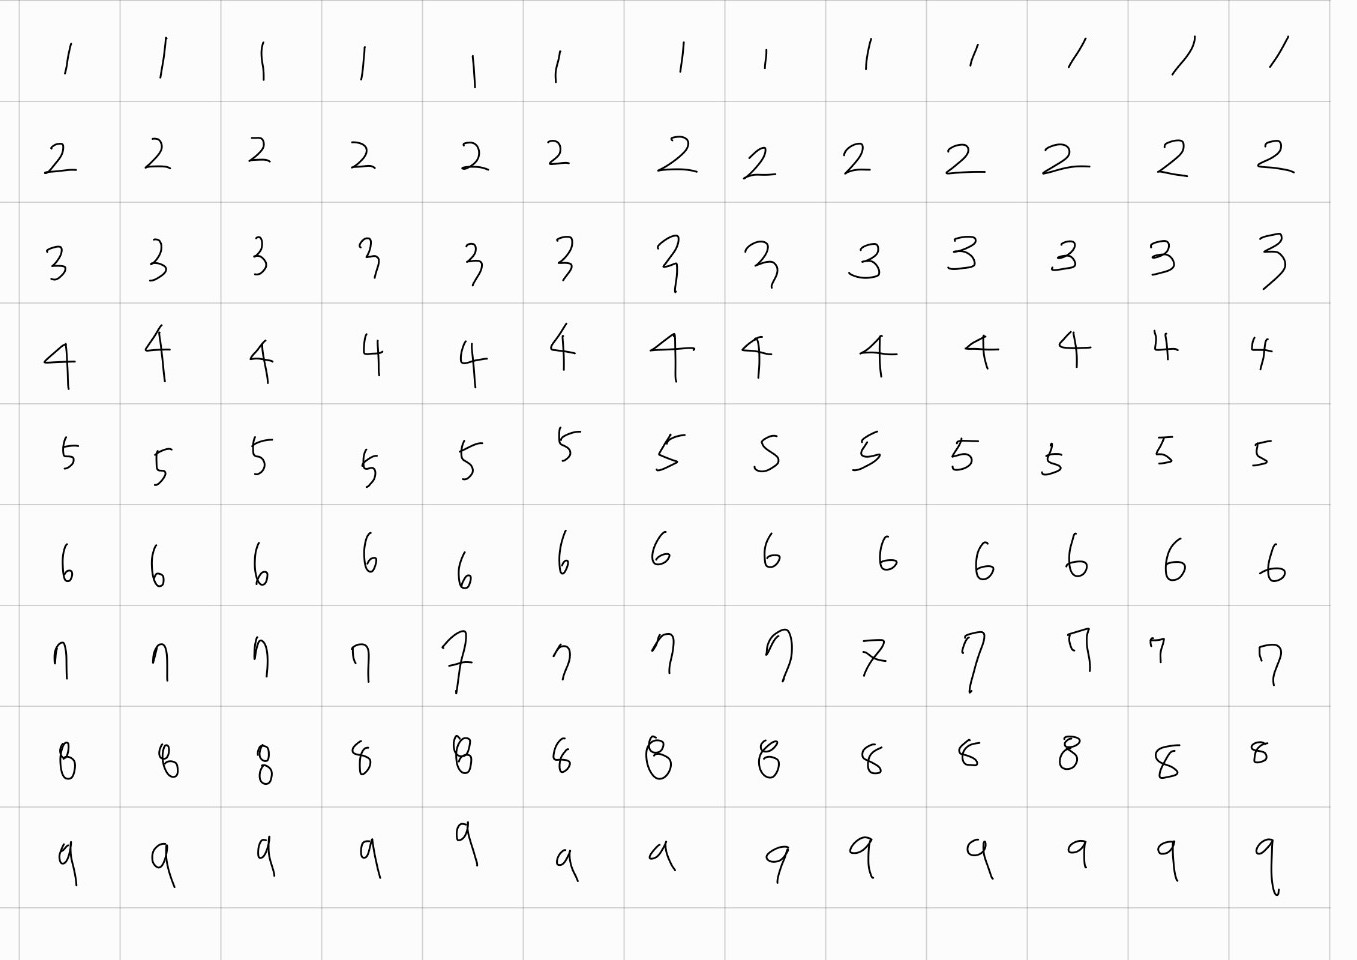 1 1 1 1 1 1 1 1 1 1 1 1 1
2 2 2 2 2 2 2 2 2 2 2 2 2
3 3 3 3 3 3 3 3 3 3 3 3 3
4 4 4 4 4 4 4 4 4 4 4 4 4
5 5 5 5 5 5 5 5 5 5 5 5 5
6 6 6 6 6 6 6 6 6 6 6 6 6
7 7 7 7 7 7 7 7 7 7 7 7 7
8 8 8 8 8 8 8 8 8 8 8 8 8
9 9 9 9 9 9 9 9 9 9 9 9 9